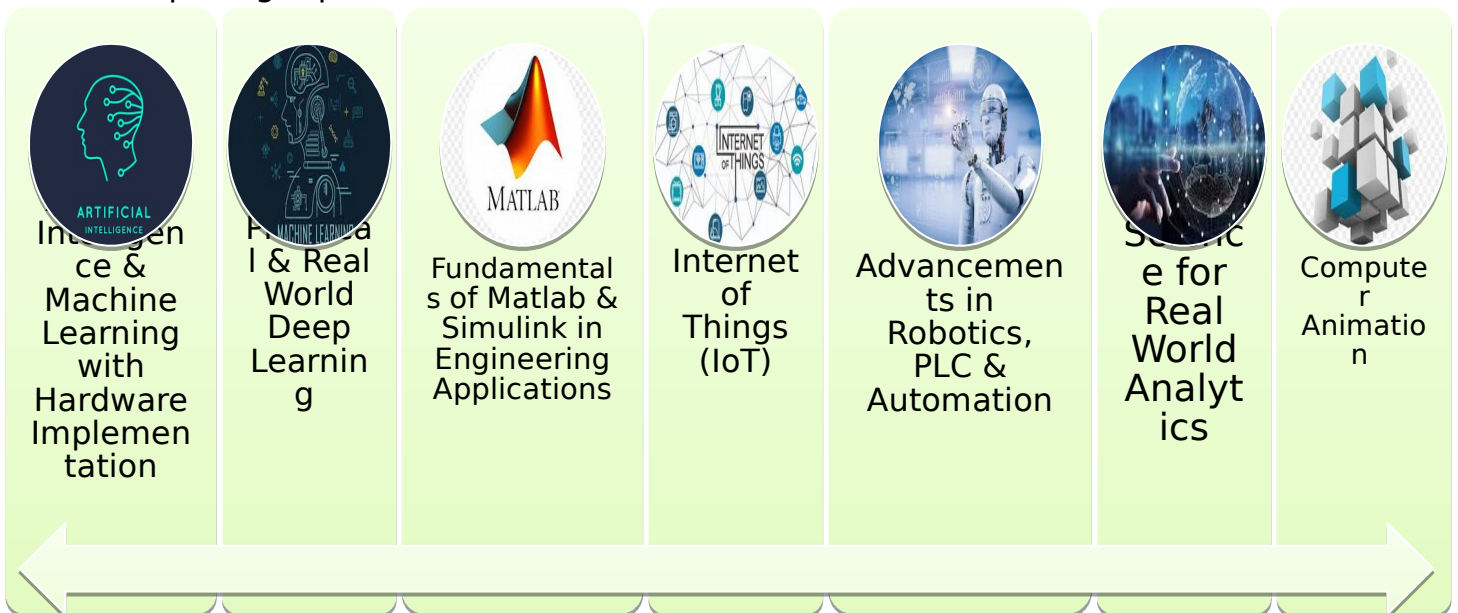 ARTIFICIAL
INTELLIGENCE
ce &
Machine
Learning
with
Hardware
Implemen
tation
MACHINE LEARNING
l & Real
World
Deep
Learnin
g
MATLAB
Fundamental
s of Matlab &
Simulink in
Engineering
Applications
INTERNET
OF THINGS
Internet
of
Things
(IoT)
Advancemen
ts in
Robotics,
PLC &
Automation
e for
Real
World
Analyt
ics
Compute
r
Animatio
n